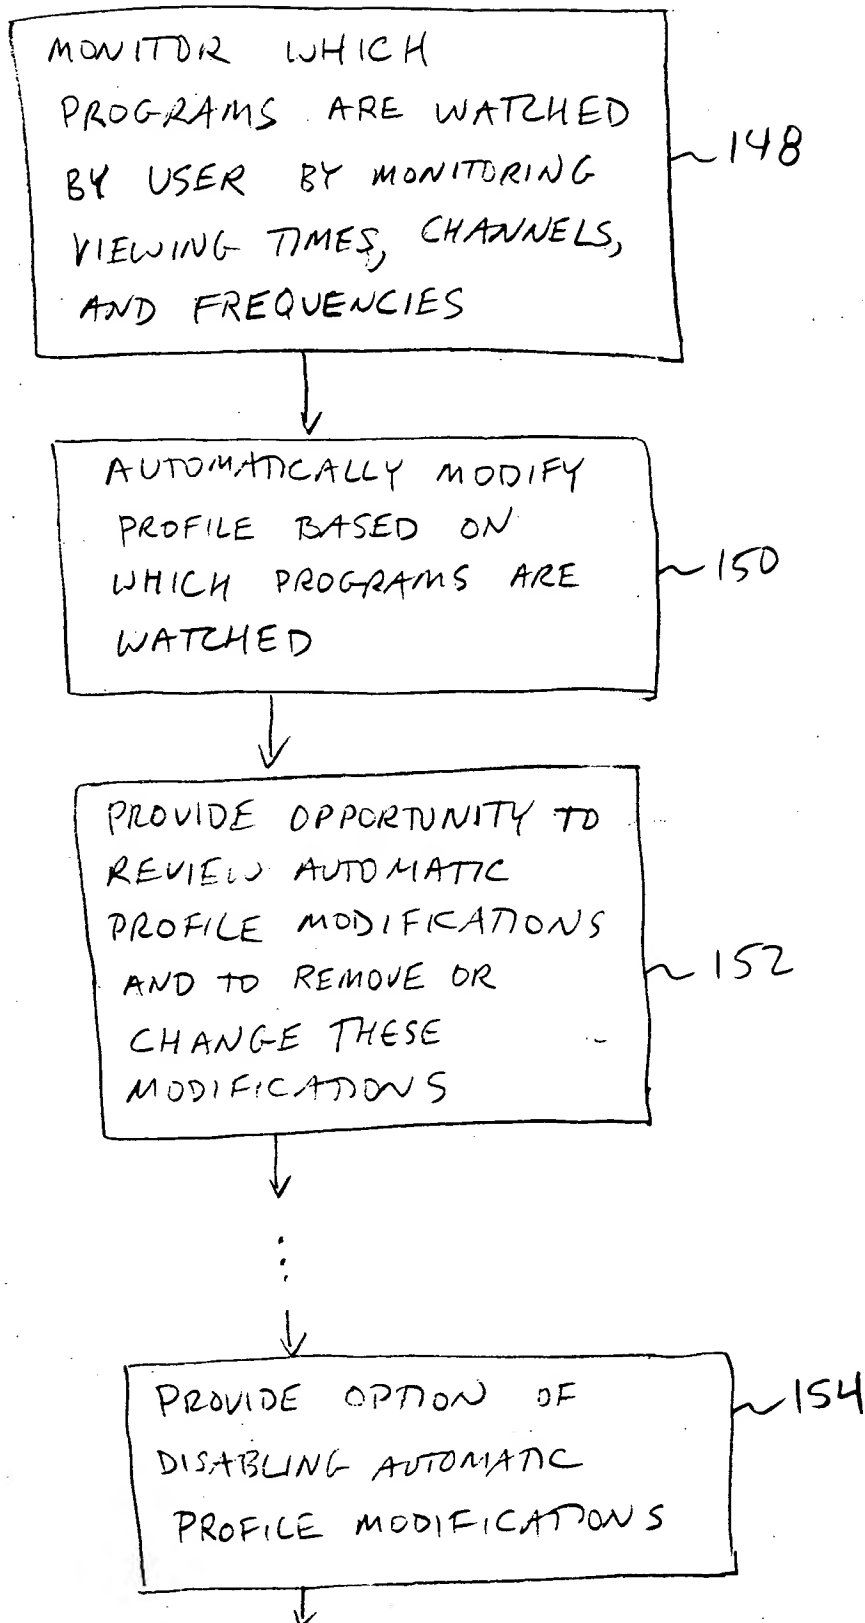 MONITOR WHICH
PROGRAMS ARE WATCHED
BY USER BY MONITORING
VIEWING TIMES, CHANNELS,
AND FREQUENCIES
148
AUTOMATICALLY MODIFY
PROFILE BASED ON
WHICH PROGRAMS ARE
WATCHED
150
PROVIDE OPPORTUNITY TO
REVIEW AUTOMATIC
PROFILE MODIFICATIONS
AND TO REMOVE OR
CHANGE THESE
MODIFICATIONS
152
PROVIDE OPTION OF
DISABLING AUTOMATIC
PROFILE MODIFICATIONS
154